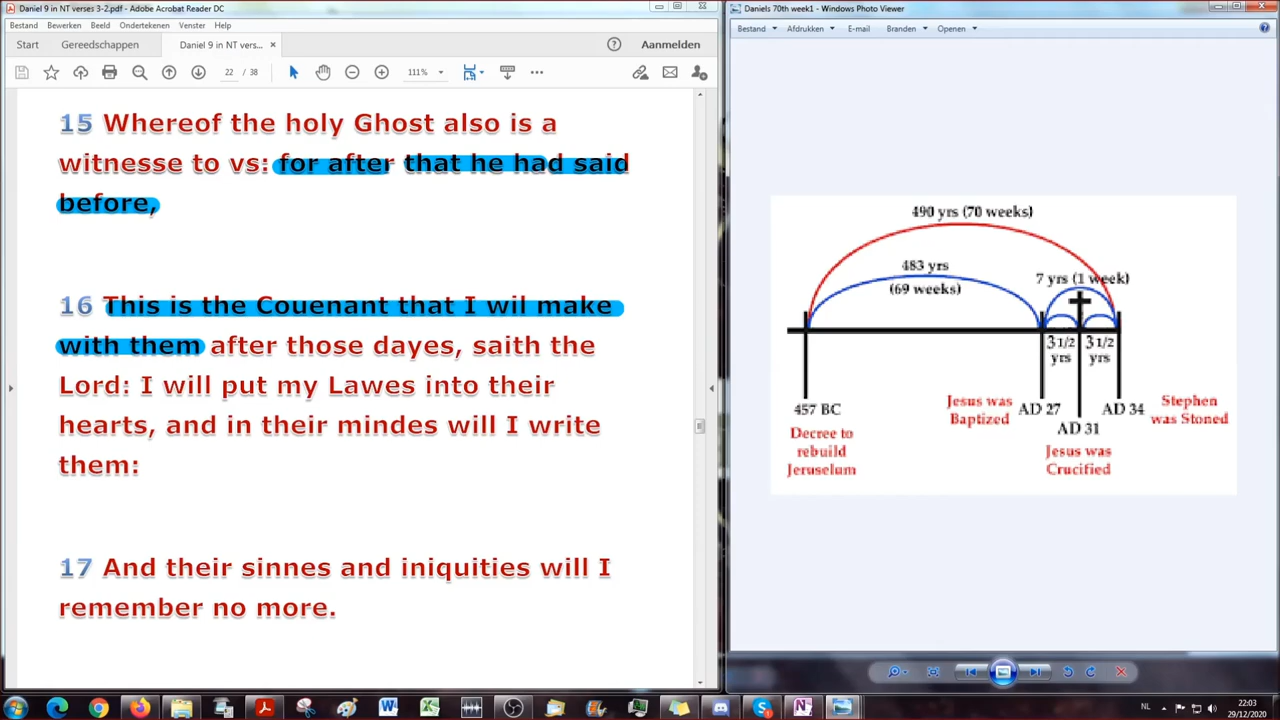 Daniel 9 in NT verses 3-2.pdf - Adobe Acrobat Reader DC
Bestand Bewerken Beeld Ondertekenen Venster Help
Start Gereedschappen Daniel 9 in NT vers... × Aanmelden
22 / 38 111%
15 Whereof the holy Ghost also is a
witnesse to vs: for after that he had said
before,
16 This is the Couenant that I wil make
with them after those dayes, saith the
Lord: I will put my Lawes into their
hearts, and in their mindes will I write
them:
17 And their sinnes and iniquities will I
remember no more.
Daniels 70th week1 - Windows Photo Viewer
Bestand Afdrukken E-mail Branden Openen
490 yrs (70 weeks)
483 yrs
(69 weeks)
7 yrs (1 week)
3 1/2 yrs
3 1/2 yrs
457 BC
Decree to
rebuild
Jeruselum
Jesus was
Baptized
AD 27
AD 31
Jesus was
Crucified
AD 34
Stephen
was Stoned
NL
22:03
29/12/2020